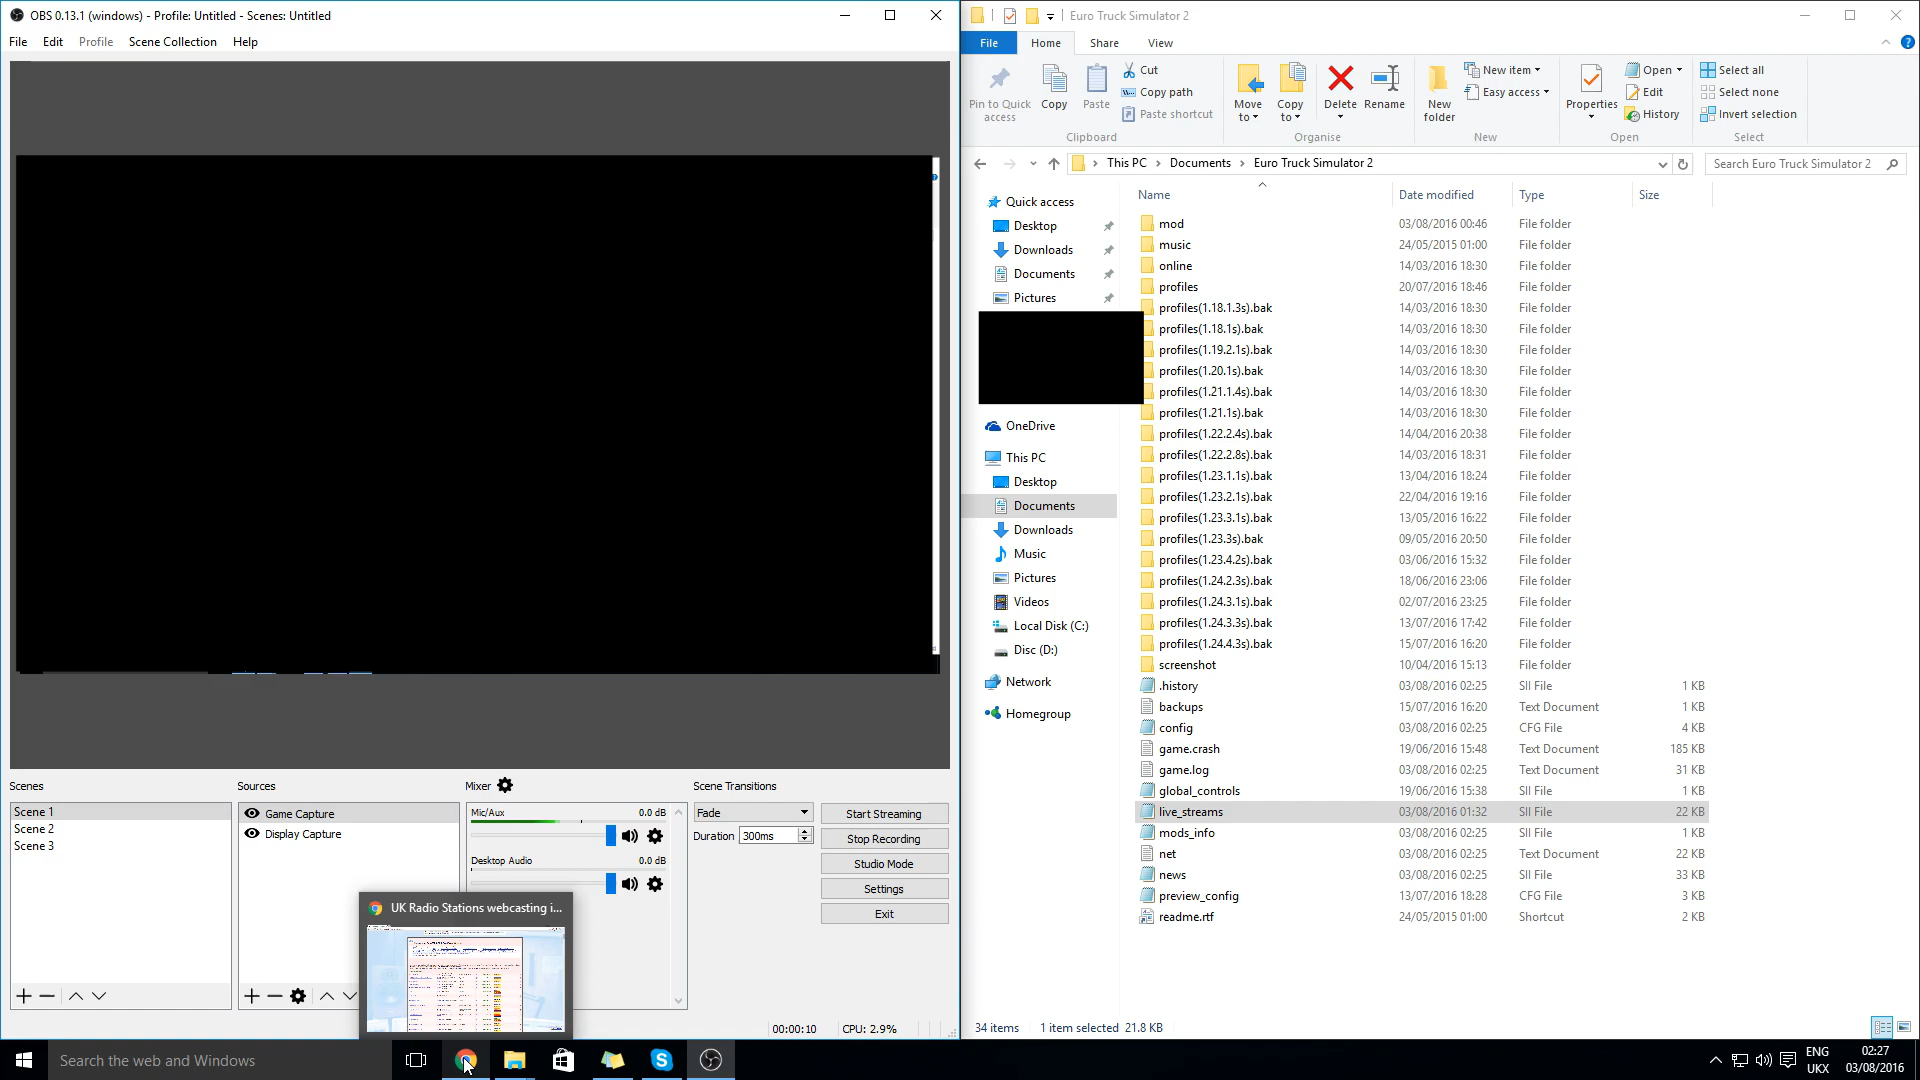 OBS 0.13.1 (windows) - Profile: Untitled - Scenes: Untitled
File Edit Profile Scene Collection Help
Scenes
Scene 1
Scene 2
Scene 3
Sources
Game Capture
Display Capture
Mixer
Mic/Aux 0.0 dB
Desktop Audio 0.0 dB
Scene Transitions
Fade
Duration 300ms
Start Streaming
Stop Recording
Studio Mode
Settings
Exit
UK Radio Stations webcasting i...
00:00:10 CPU: 2.9%
Euro Truck Simulator 2
File Home Share View
Pin to Quick access
Copy
Paste
Cut
Copy path
Paste shortcut
Clipboard
Move to
Copy to
Delete
Rename
Organise
New folder
New item
Easy access
New
Properties
Open
Edit
History
Open
Select all
Select none
Invert selection
Select
This PC Documents Euro Truck Simulator 2
Search Euro Truck Simulator 2
Quick access
Desktop
Downloads
Documents
Pictures
OneDrive
This PC
Desktop
Documents
Downloads
Music
Pictures
Videos
Local Disk (C:)
Disc (D:)
Network
Homegroup
Name Date modified Type Size
mod 03/08/2016 00:46 File folder
music 24/05/2015 01:00 File folder
online 14/03/2016 18:30 File folder
profiles 20/07/2016 18:46 File folder
profiles(1.18.1.3s).bak 14/03/2016 18:30 File folder
profiles(1.18.1s).bak 14/03/2016 18:30 File folder
profiles(1.19.2.1s).bak 14/03/2016 18:30 File folder
profiles(1.20.1s).bak 14/03/2016 18:30 File folder
profiles(1.21.1.4s).bak 14/03/2016 18:30 File folder
profiles(1.21.1s).bak 14/03/2016 18:30 File folder
profiles(1.22.2.4s).bak 14/04/2016 20:38 File folder
profiles(1.22.2.8s).bak 14/03/2016 18:31 File folder
profiles(1.23.1.1s).bak 13/04/2016 18:24 File folder
profiles(1.23.2.1s).bak 22/04/2016 19:16 File folder
profiles(1.23.3.1s).bak 13/05/2016 16:22 File folder
profiles(1.23.3s).bak 09/05/2016 20:50 File folder
profiles(1.23.4.2s).bak 03/06/2016 15:32 File folder
profiles(1.24.2.3s).bak 18/06/2016 23:06 File folder
profiles(1.24.3.1s).bak 02/07/2016 23:25 File folder
profiles(1.24.3.3s).bak 13/07/2016 17:42 File folder
profiles(1.24.4.3s).bak 15/07/2016 16:20 File folder
screenshot 10/04/2016 15:13 File folder
.history 03/08/2016 02:25 SII File 1 KB
backups 15/07/2016 16:20 Text Document 1 KB
config 03/08/2016 02:25 CFG File 4 KB
game.crash 19/06/2016 15:48 Text Document 185 KB
game.log 03/08/2016 02:25 Text Document 31 KB
global_controls 19/06/2016 15:38 SII File 1 KB
live_streams 03/08/2016 01:32 SII File 22 KB
mods_info 03/08/2016 02:25 SII File 1 KB
net 03/08/2016 02:25 Text Document 22 KB
news 03/08/2016 02:25 SII File 33 KB
preview_config 13/07/2016 18:28 CFG File 3 KB
readme.rtf 24/05/2015 01:00 Shortcut 2 KB
34 items 1 item selected 21.8 KB
Search the web and Windows
ENG
UKX
02:27
03/08/2016